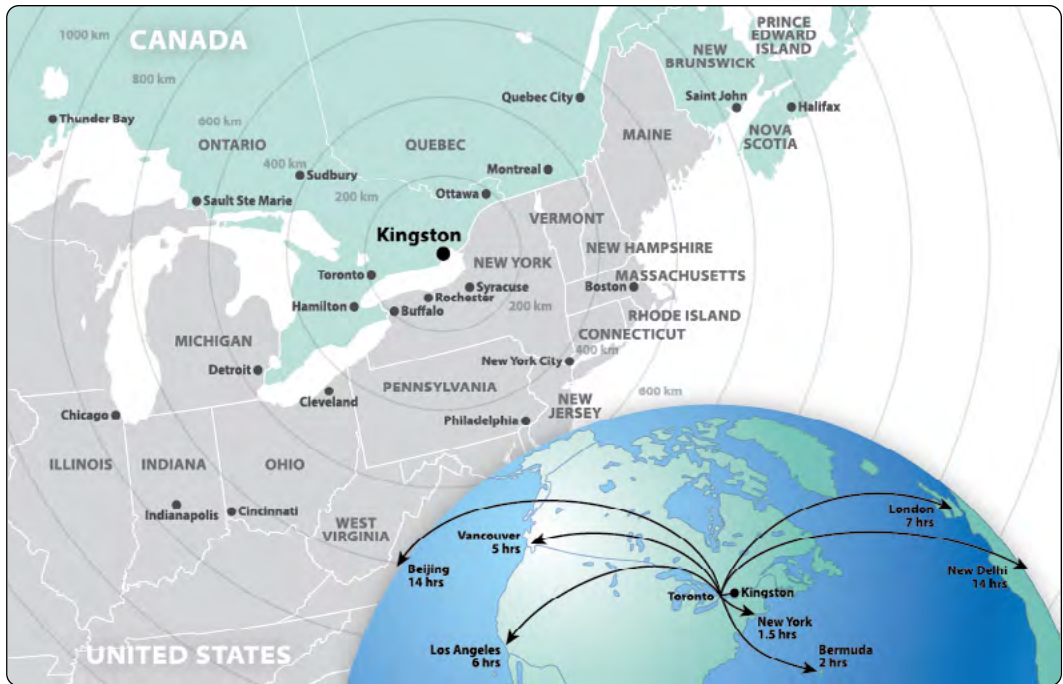 1000 km
CANADA
PRINCE
EDWARD
ISLAND
NEW
BRUNSWICK
800 km
Quebec City
Saint John
Halifax
Thunder Bay
600 km
MAINE
NOVA
SCOTIA
ONTARIO
QUEBEC
400 km
Sudbury
Montreal
200 km
Ottawa
Sault Ste Marie
VERMONT
Kingston
NEW HAMPSHIRE
NEW YORK
Toronto
MASSACHUSETTS
Syracuse
Boston
Rochester
Hamilton
Buffalo
200 km
RHODE ISLAND
CONNECTICUT
MICHIGAN
400 km
New York City
Detroit
PENNSYLVANIA
600 km
Cleveland
NEW
JERSEY
Chicago
Philadelphia
ILLINOIS
INDIANA
OHIO
Indianapolis
Cincinnati
WEST
VIRGINIA
London
7 hrs
Vancouver
5 hrs
Beijing
14 hrs
New Delhi
14 hrs
Toronto
Kingston
New York
1.5 hrs
Los Angeles
6 hrs
Bermuda
2 hrs
UNITED STATES